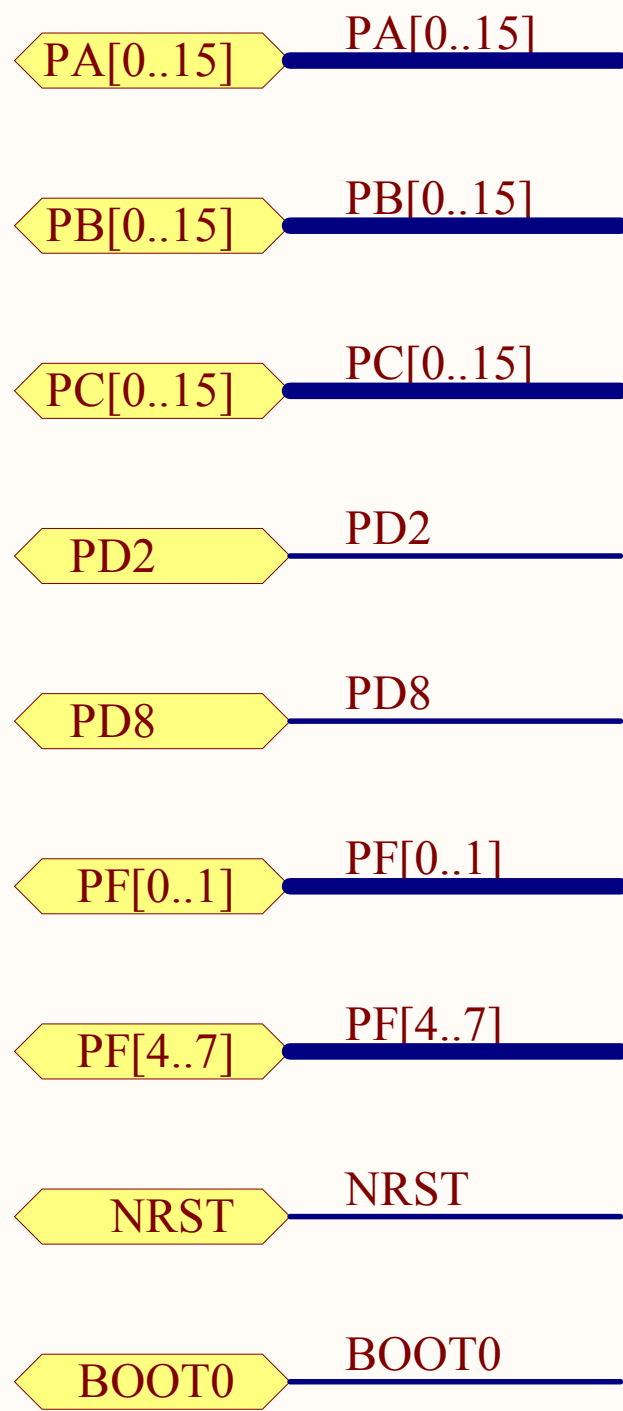 PA[0..15] PA[0..15]
PB[0..15] PB[0..15]
PC[0..15] PC[0..15]
PD2 PD2
PD8 PD8
PF[0..1] PF[0..1]
PF[4..7] PF[4..7]
NRST NRST
BOOT0 BOOT0